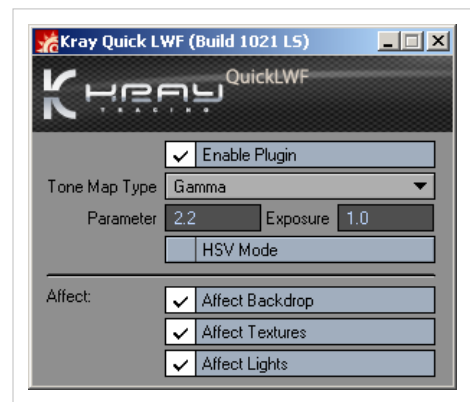 Kray Quick LWF (Build 1021 LS)
KRAY QuickLWF
TRACING
Enable Plugin
Tone Map Type Gamma
Parameter 2.2 Exposure 1.0
HSV Mode
Affect: Affect Backdrop
Affect Textures
Affect Lights